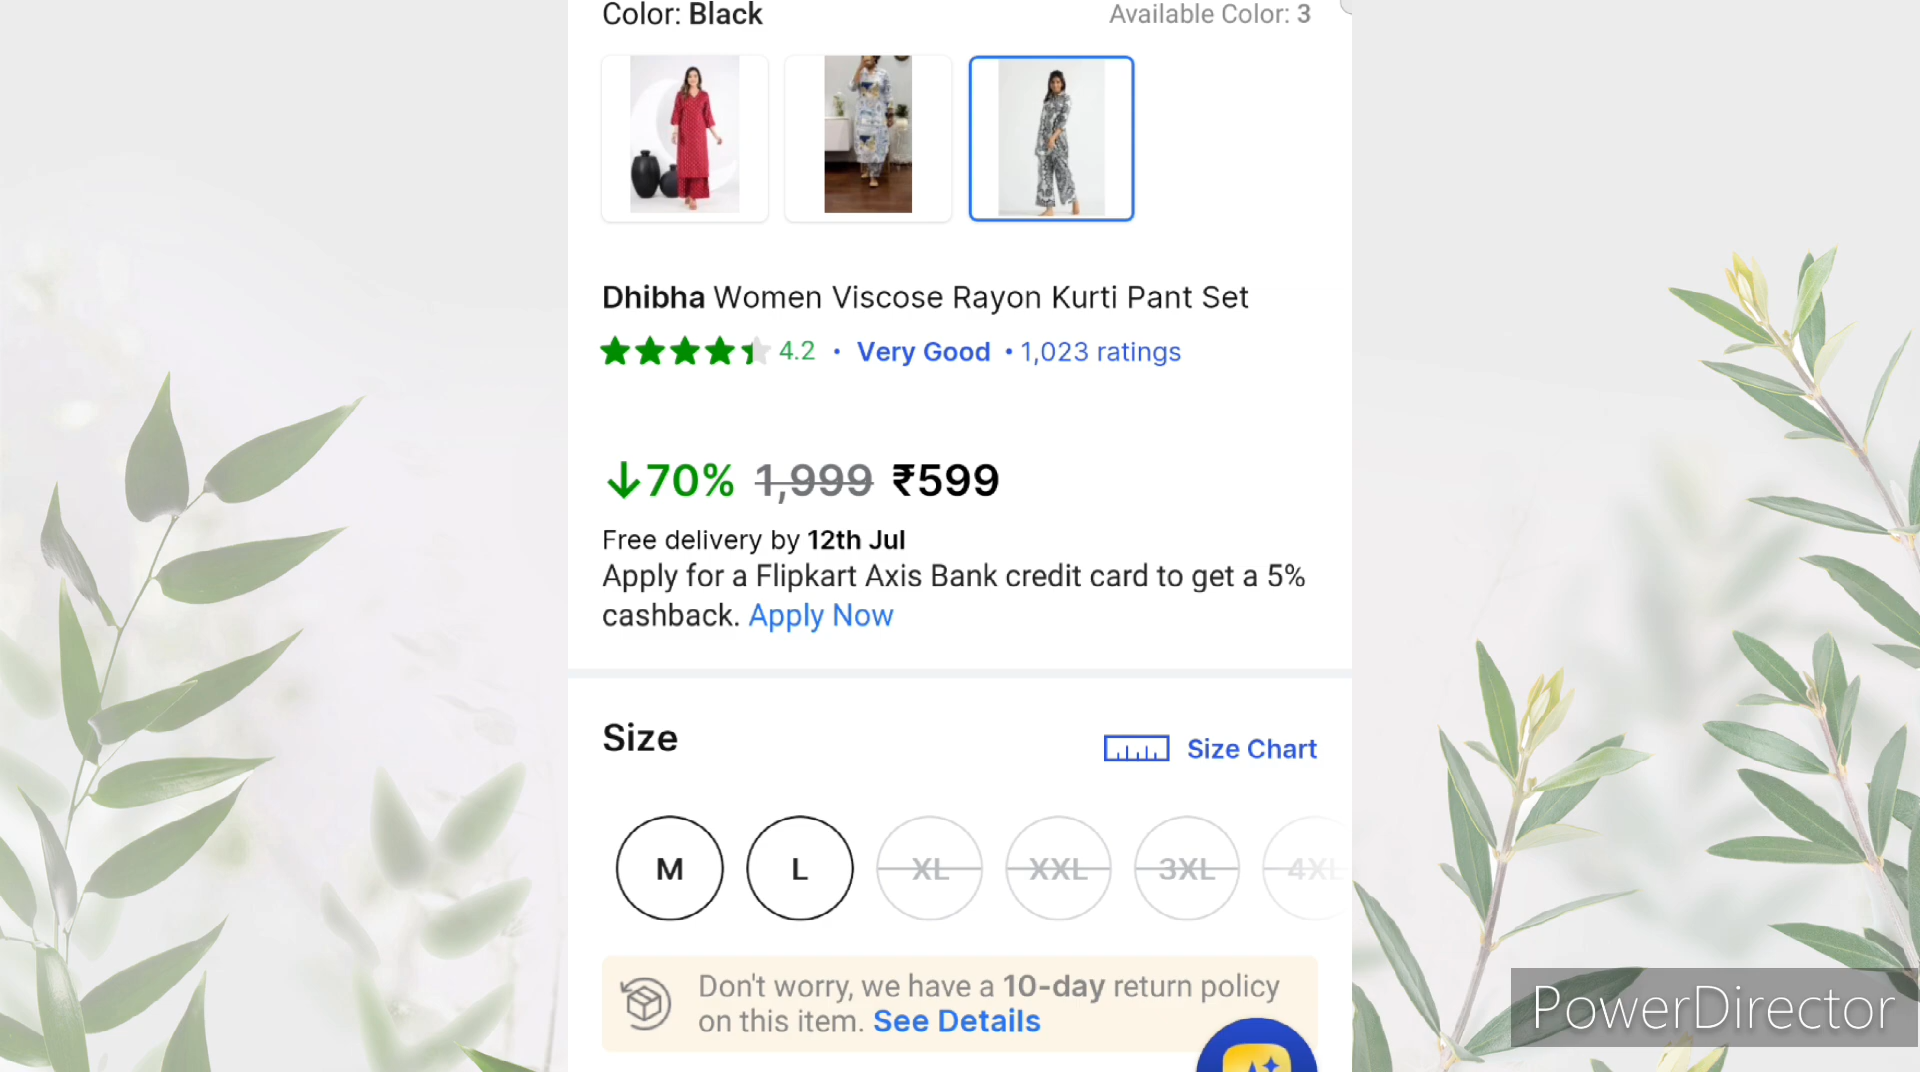 Color: Black
Available Color: 3
Dhibha Women Viscose Rayon Kurti Pant Set
4.2 • Very Good • 1,023 ratings
↓70% 1,999 ₹599
Free delivery by 12th Jul
Apply for a Flipkart Axis Bank credit card to get a 5%
cashback. Apply Now
Size
Size Chart
M L XL XXL 3XL 4XL
Don't worry, we have a 10-day return policy
on this item. See Details
PowerDirector